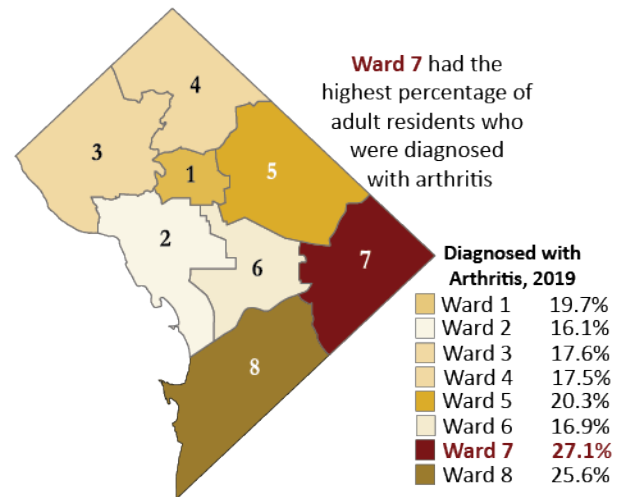 Ward 7 had the
highest percentage of
adult residents who
were diagnosed
with arthritis
4
3
1
5
2
6
7
8
Diagnosed with
Arthritis, 2019
Ward 1 19.7%
Ward 2 16.1%
Ward 3 17.6%
Ward 4 17.5%
Ward 5 20.3%
Ward 6 16.9%
Ward 7 27.1%
Ward 8 25.6%